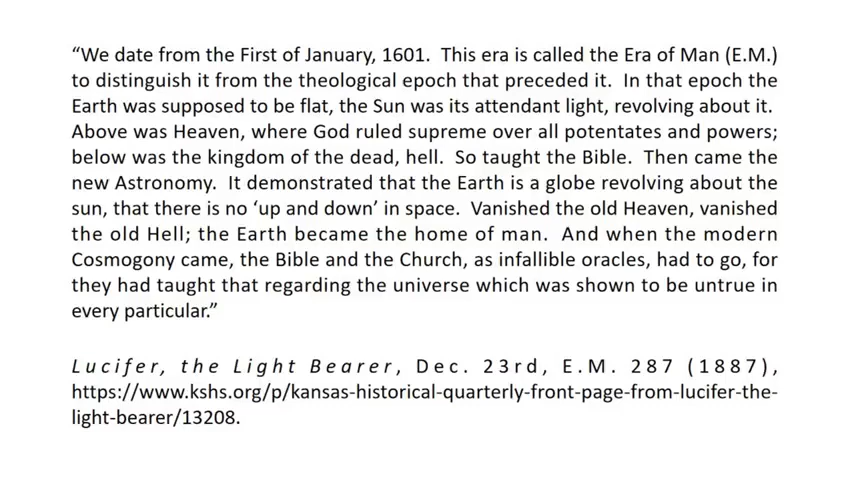 “We date from the First of January, 1601.  This era is called the Era of Man (E.M.)
to distinguish it from the theological epoch that preceded it.  In that epoch the
Earth was supposed to be flat, the Sun was its attendant light, revolving about it.
Above was Heaven, where God ruled supreme over all potentates and powers;
below was the kingdom of the dead, hell.  So taught the Bible.  Then came the
new Astronomy.  It demonstrated that the Earth is a globe revolving about the
sun, that there is no ‘up and down’ in space.  Vanished the old Heaven, vanished
the old Hell; the Earth became the home of man.  And when the modern
Cosmogony came, the Bible and the Church, as infallible oracles, had to go, for
they had taught that regarding the universe which was shown to be untrue in
every particular.”
Lucifer, the Light Bearer, Dec. 23rd, E.M. 287 (1887),
https://www.kshs.org/p/kansas-historical-quarterly-front-page-from-lucifer-the-
light-bearer/13208.